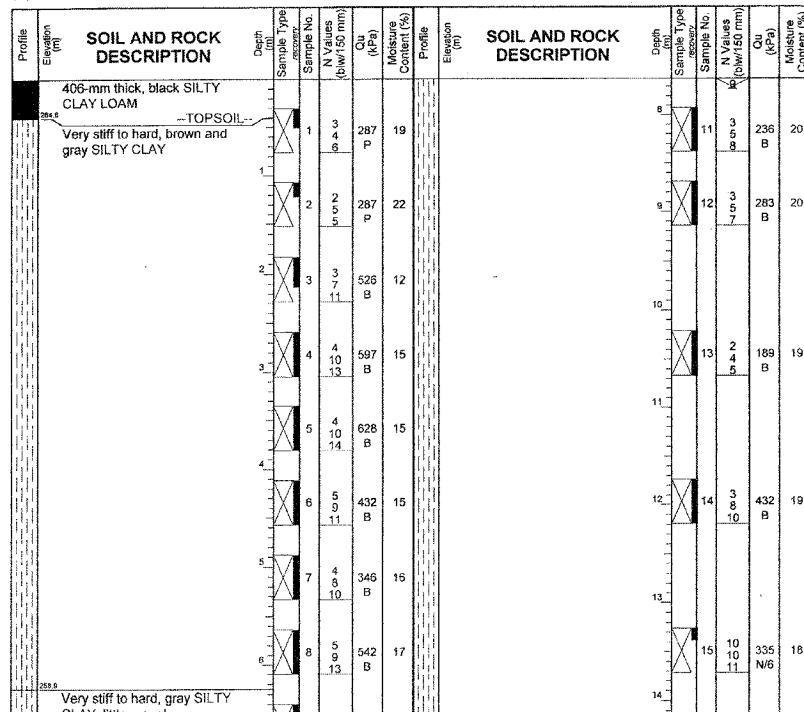 Profile
Elevation (m)
SOIL AND ROCK DESCRIPTION
Depth (m)
Sample Type
recovery
Sample No.
N Values (blw/150 mm)
Qu (kPa)
Moisture Content (%)
Profile
Elevation (m)
SOIL AND ROCK DESCRIPTION
Depth (m)
Sample Type
recovery
Sample No.
N Values (blw/150 mm)
Qu (kPa)
Moisture Content (%)
406-mm thick, black SILTY
CLAY LOAM
264.6
--TOPSOIL--
Very stiff to hard, brown and
gray SILTY CLAY
1 3 4 6 287 P 19
1
2 2 5 5 287 P 22
2
3 3 7 11 526 B 12
3
4 4 10 13 597 B 15
5 4 10 14 628 B 15
4
6 5 9 11 432 B 15
5
7 4 8 10 346 B 16
6
8 5 9 13 542 B 17
258.9
Very stiff to hard, gray SILTY
9
8
11 3 5 8 236 B 20
9
12 3 5 7 283 B 20
10
13 2 4 5 189 B 19
11
12
14 3 8 10 432 B 19
13
15 10 10 11 335 N/6 18
14